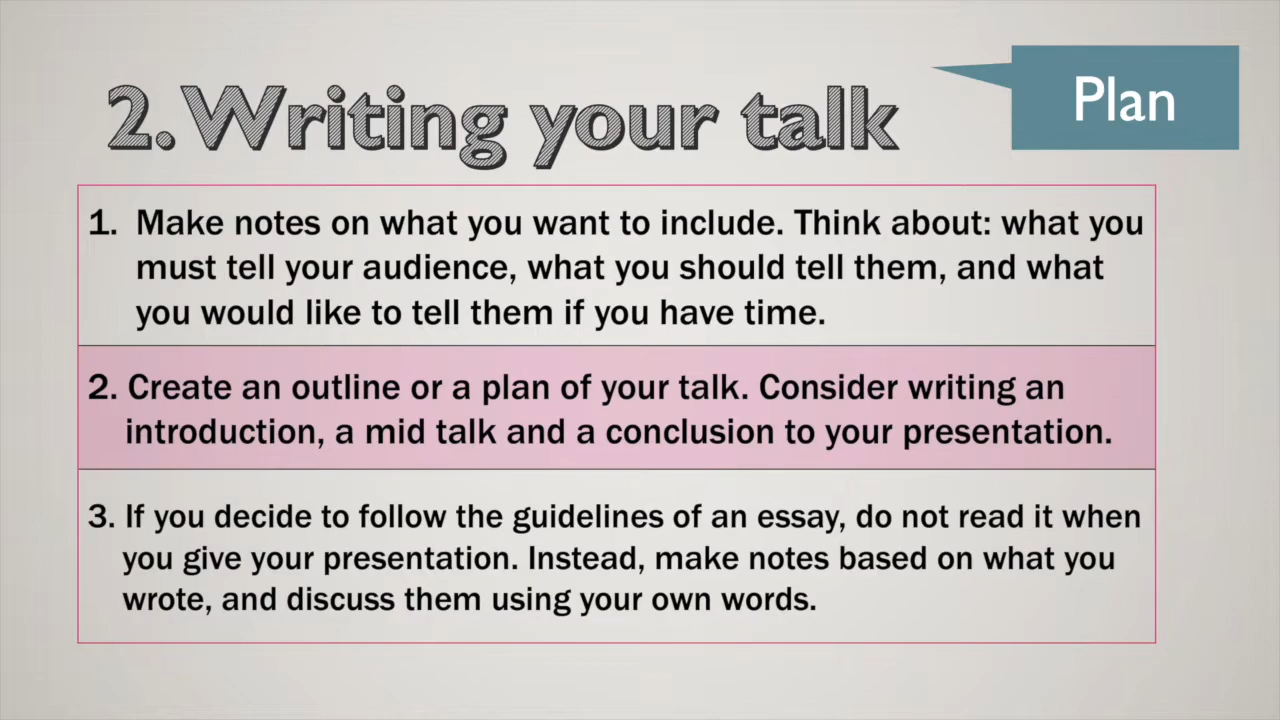 2. Writing your talk
Plan
1. Make notes on what you want to include. Think about: what you
must tell your audience, what you should tell them, and what
you would like to tell them if you have time.
2. Create an outline or a plan of your talk. Consider writing an
introduction, a mid talk and a conclusion to your presentation.
3. If you decide to follow the guidelines of an essay, do not read it when
you give your presentation. Instead, make notes based on what you
wrote, and discuss them using your own words.